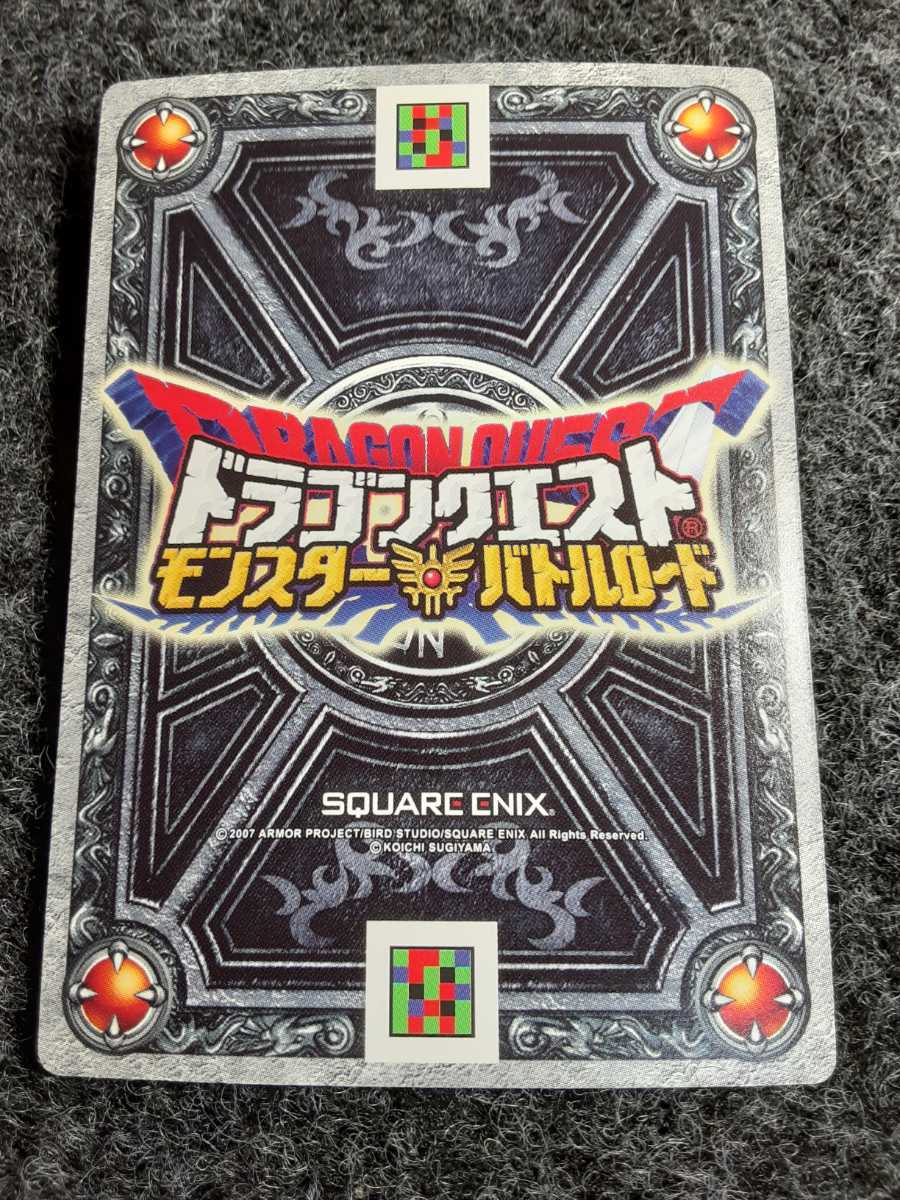 DRAGON QUEST
ドラゴンクエスト®
モンスター バトルロード
SQUARE ENIX®
©2007 ARMOR PROJECT/BIRD STUDIO/SQUARE ENIX All Rights Reserved.
©KOICHI SUGIYAMA